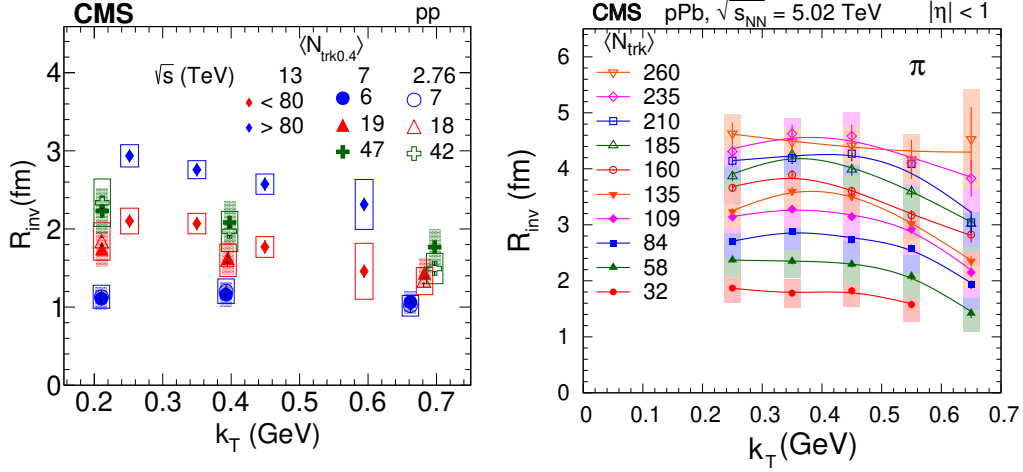 CMS pp
⟨N_trk0.4⟩
√s (TeV) 13 7 2.76
< 80 6 7
> 80 19 18
47 42
R_inv (fm)
4
3
2
1
0
0.2 0.3 0.4 0.5 0.6 0.7
k_T (GeV)
CMS pPb, √s_NN = 5.02 TeV |η| < 1
⟨N_trk⟩
π
260
235
210
185
160
135
109
84
58
32
R_inv (fm)
6
5
4
3
2
1
0
0 0.1 0.2 0.3 0.4 0.5 0.6 0.7
k_T (GeV)